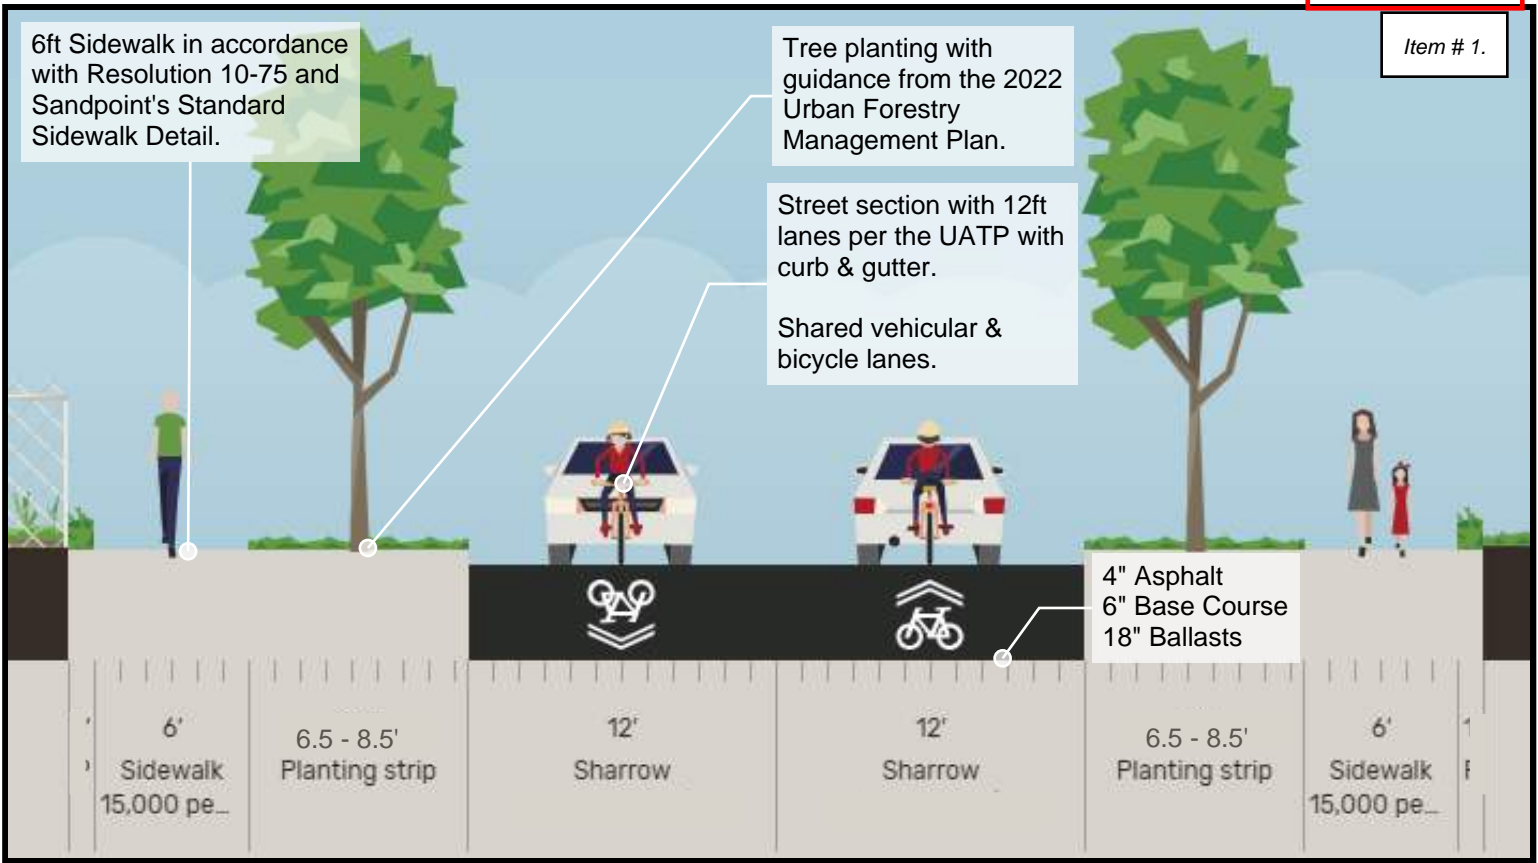 Item # 1.
6ft Sidewalk in accordance
with Resolution 10-75 and
Sandpoint's Standard
Sidewalk Detail.
Tree planting with
guidance from the 2022
Urban Forestry
Management Plan.
Street section with 12ft
lanes per the UATP with
curb & gutter.
Shared vehicular &
bicycle lanes.
4" Asphalt
6" Base Course
18" Ballasts
6'
Sidewalk
15,000 pe...
6.5 - 8.5'
Planting strip
12'
Sharrow
12'
Sharrow
6.5 - 8.5'
Planting strip
6'
Sidewalk
15,000 pe...